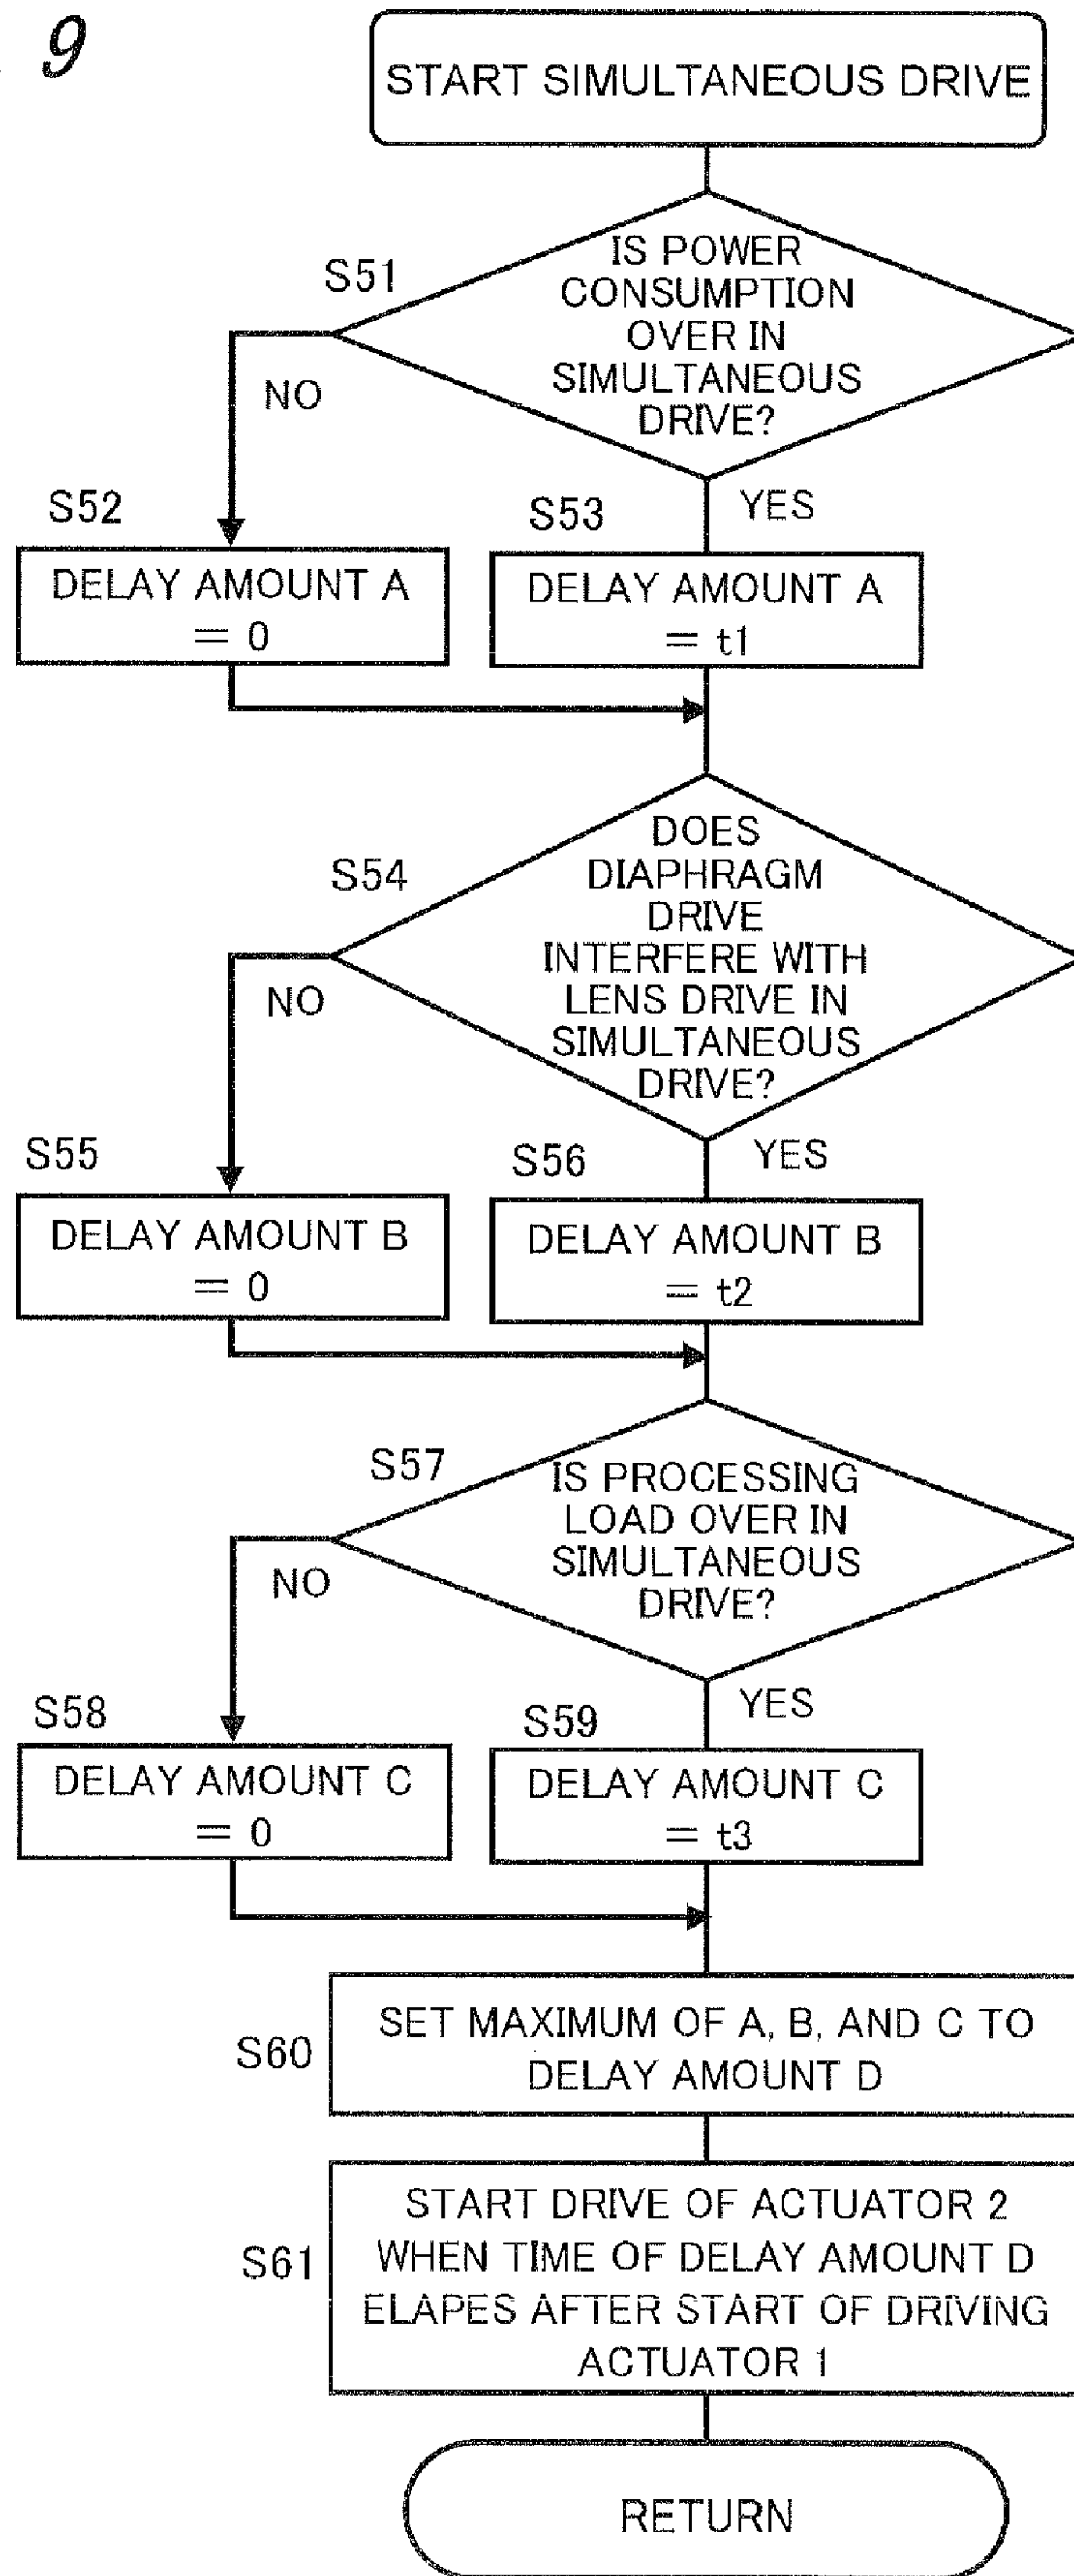 9
START SIMULTANEOUS DRIVE
S51
IS POWER
CONSUMPTION
OVER IN
SIMULTANEOUS
DRIVE?
NO
YES
S52
DELAY AMOUNT A
= 0
S53
DELAY AMOUNT A
= t1
S54
DOES
DIAPHRAGM
DRIVE
INTERFERE WITH
LENS DRIVE IN
SIMULTANEOUS
DRIVE?
NO
YES
S55
DELAY AMOUNT B
= 0
S56
DELAY AMOUNT B
= t2
S57
IS PROCESSING
LOAD OVER IN
SIMULTANEOUS
DRIVE?
NO
YES
S58
DELAY AMOUNT C
= 0
S59
DELAY AMOUNT C
= t3
S60
SET MAXIMUM OF A, B, AND C TO
DELAY AMOUNT D
S61
START DRIVE OF ACTUATOR 2
WHEN TIME OF DELAY AMOUNT D
ELAPES AFTER START OF DRIVING
ACTUATOR 1
RETURN